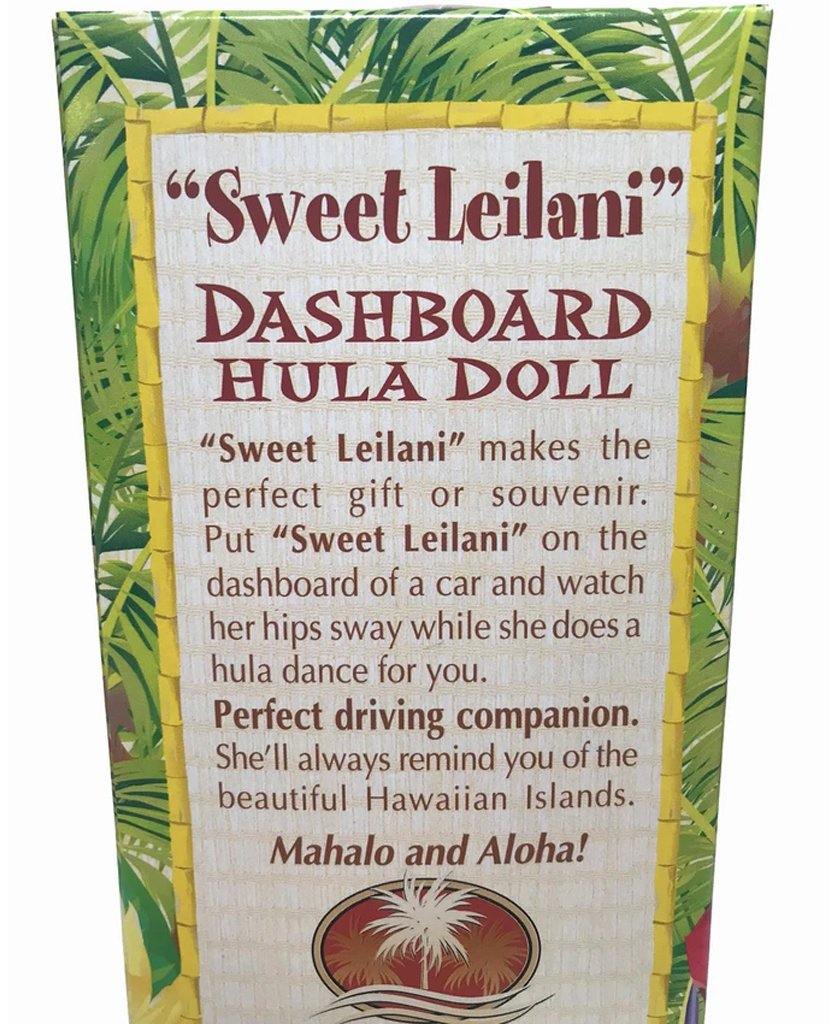 “Sweet Leilani”
DASHBOARD
HULA DOLL
“Sweet Leilani” makes the
perfect gift or souvenir.
Put “Sweet Leilani” on the
dashboard of a car and watch
her hips sway while she does a
hula dance for you.
Perfect driving companion.
She’ll always remind you of the
beautiful Hawaiian Islands.
Mahalo and Aloha!